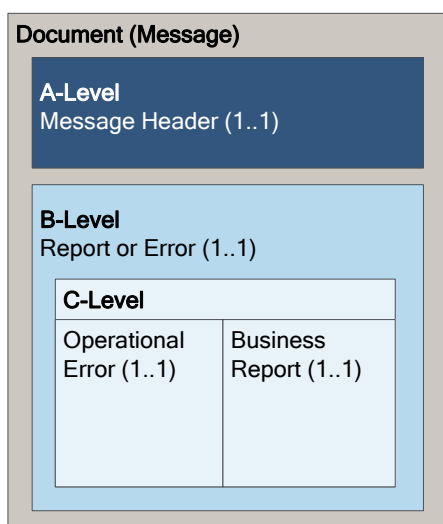 Document (Message)
A-Level
Message Header (1..1)
B-Level
Report or Error (1..1)
C-Level
Operational
Error (1..1)
Business
Report (1..1)